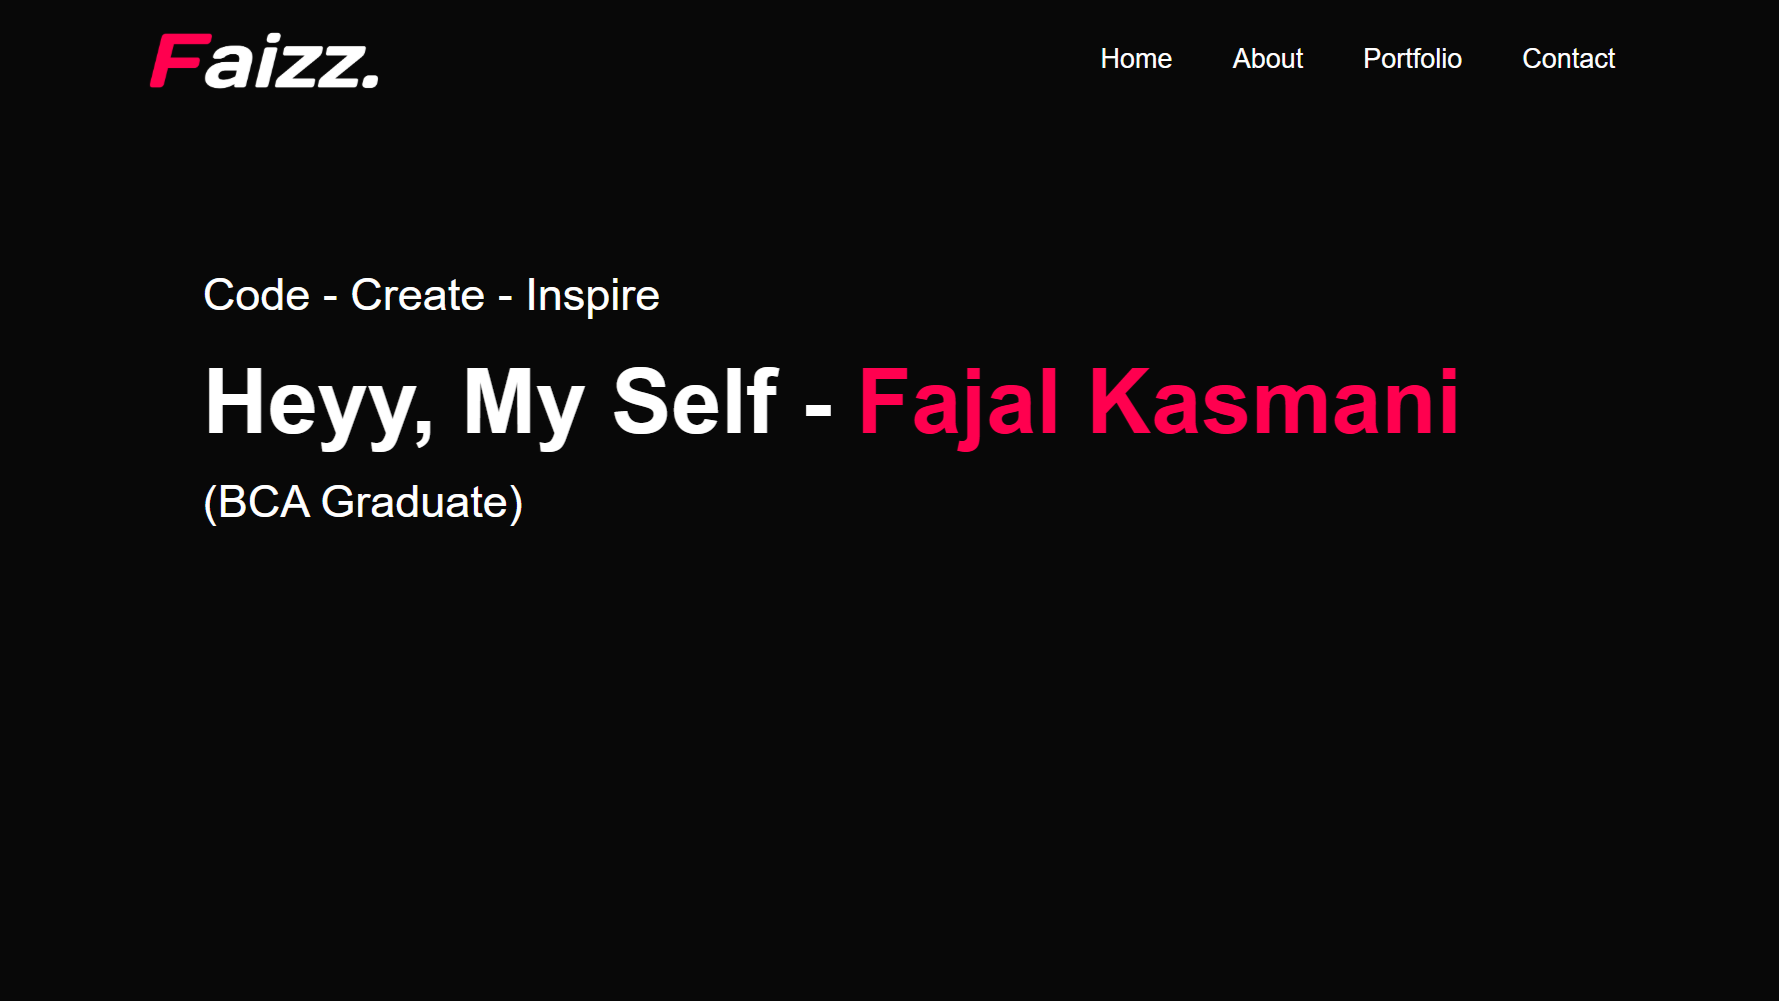 Faizz.
Home About Portfolio Contact
Code - Create - Inspire
Heyy, My Self - Fajal Kasmani
(BCA Graduate)